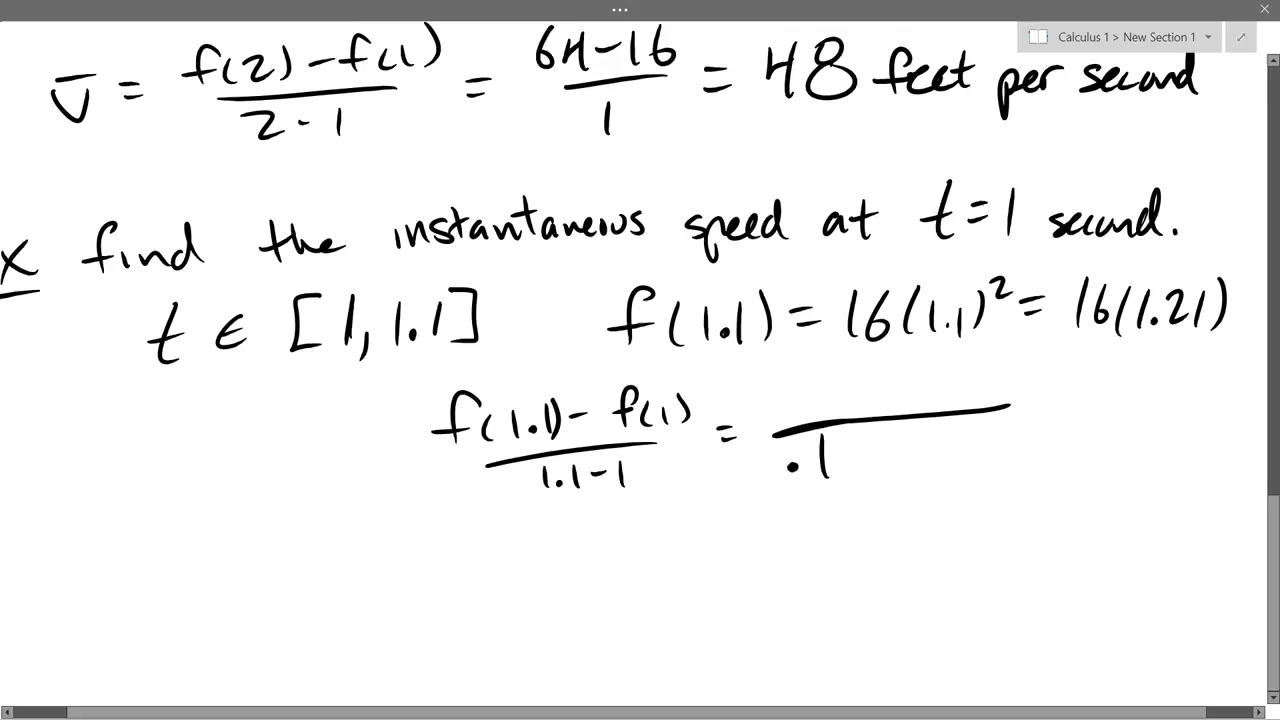 Calculus 1 > New Section 1
v̅ = f(2) - f(1) / 2 - 1 = 64 - 16 / 1 = 48 feet per second
x find the instantaneous speed at t = 1 second.
t ∈ [1, 1.1] f(1.1) = 16(1.1)² = 16(1.21)
f(1.1) - f(1) / 1.1 - 1 = / .1